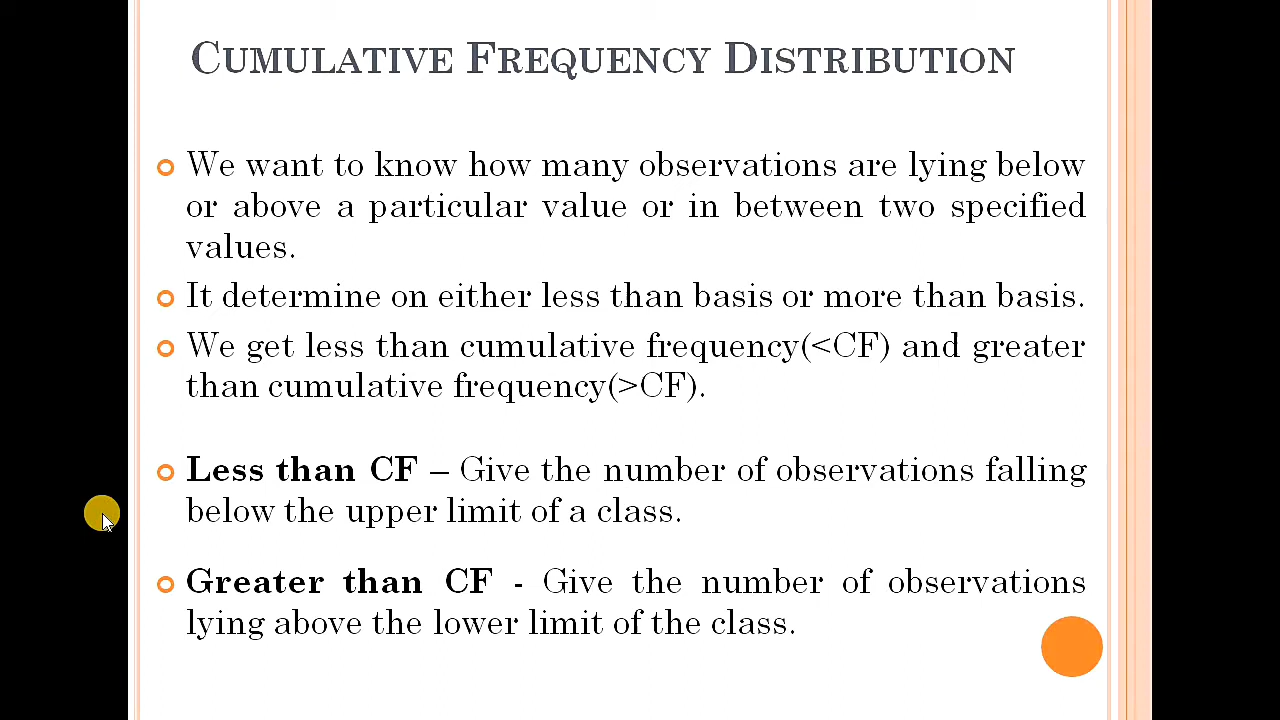 CUMULATIVE FREQUENCY DISTRIBUTION
We want to know how many observations are lying below
or above a particular value or in between two specified
values.
It determine on either less than basis or more than basis.
We get less than cumulative frequency(<CF) and greater
than cumulative frequency(>CF).
Less than CF – Give the number of observations falling
below the upper limit of a class.
Greater than CF - Give the number of observations
lying above the lower limit of the class.